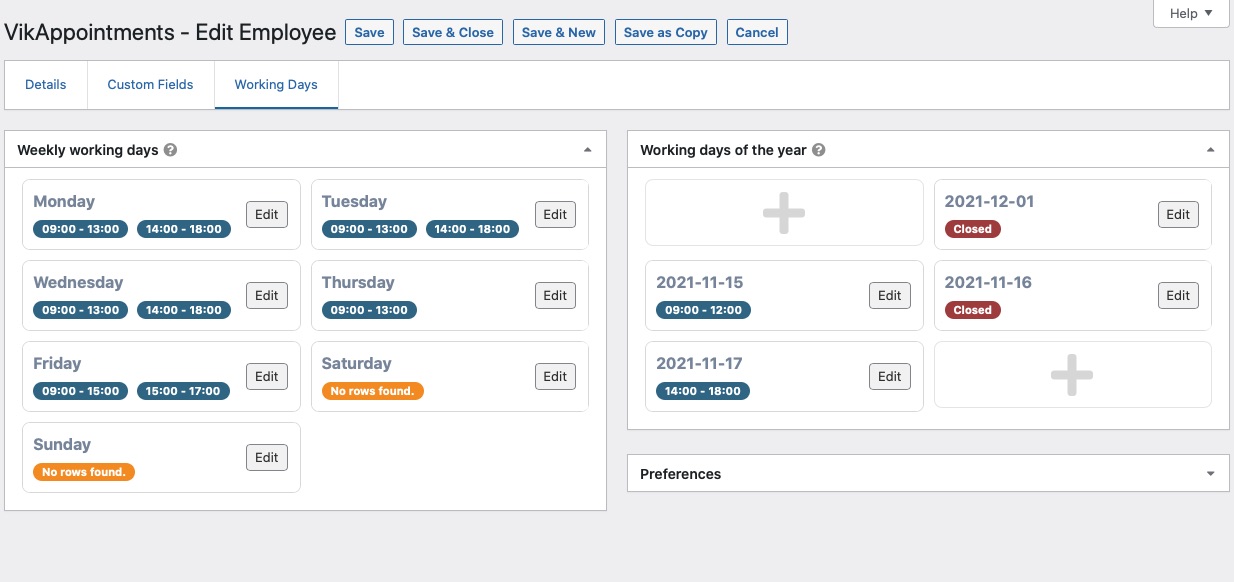 Help
VikAppointments - Edit Employee Save Save & Close Save & New Save as Copy Cancel
Details Custom Fields Working Days
Weekly working days
Monday
09:00 - 13:00 14:00 - 18:00
Edit
Tuesday
09:00 - 13:00 14:00 - 18:00
Edit
Wednesday
09:00 - 13:00 14:00 - 18:00
Edit
Thursday
09:00 - 13:00
Edit
Friday
09:00 - 15:00 15:00 - 17:00
Edit
Saturday
No rows found.
Edit
Sunday
No rows found.
Edit
Working days of the year
2021-12-01
Closed
Edit
2021-11-15
09:00 - 12:00
Edit
2021-11-16
Closed
Edit
2021-11-17
14:00 - 18:00
Edit
Preferences